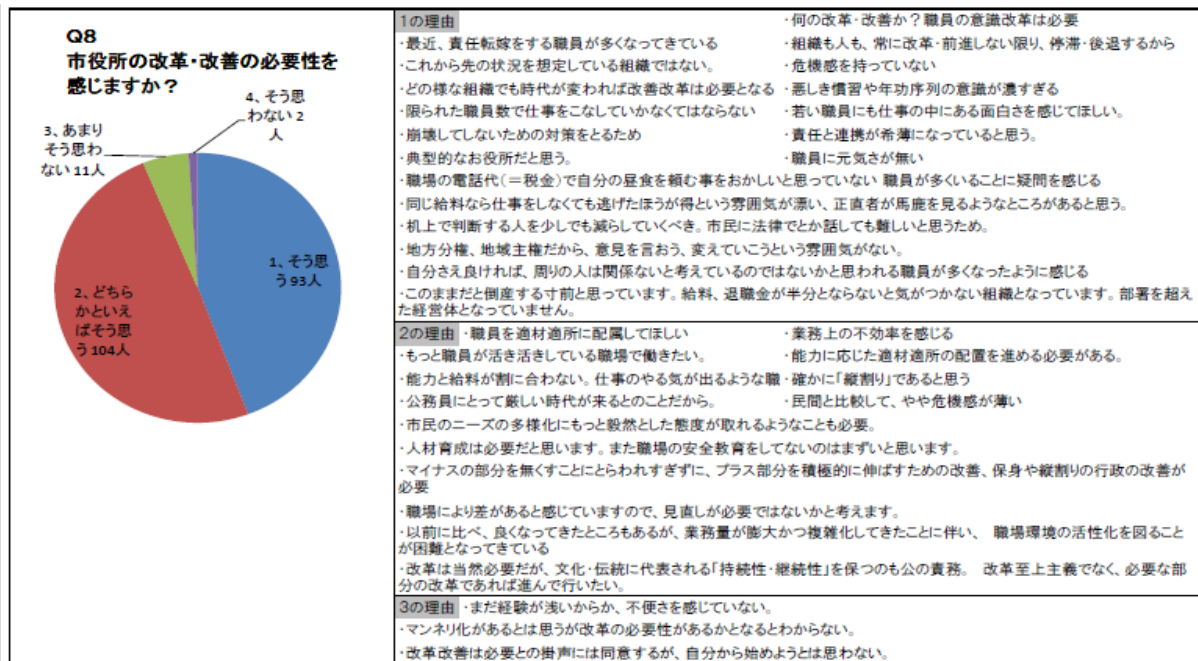 Q8
市役所の改革・改善の必要性を
感じますか？
4、そう思
わない 2
人
3、あまり
そう思わ
ない 11人
1、そう思
う 93人
2、どちら
かといえ
ばそう思
う 104人
1の理由 ・何の改革・改善か？職員の意識改革は必要
・最近、責任転嫁をする職員が多くなってきている ・組織も人も、常に改革・前進しない限り、停滞・後退するから
・これから先の状況を想定している組織ではない。 ・危機感を持っていない
・どの様な組織でも時代が変われば改善改革は必要となる ・悪しき慣習や年功序列の意識が濃すぎる
・限られた職員数で仕事をこなしていかなくてはならない ・若い職員にも仕事の中にある面白さを感じてほしい。
・崩壊してしないための対策をとるため ・責任と連携が希薄になっていると思う。
・典型的なお役所だと思う。 ・職員に元気さが無い
・職場の電話代（＝税金）で自分の昼食を頼む事をおかしいと思っていない 職員が多くいることに疑問を感じる
・同じ給料なら仕事をしなくても逃げたほうが得という雰囲気が漂い、正直者が馬鹿を見るようなところがあると思う。
・机上で判断する人を少しでも減らしていくべき。市民に法律でとか話しても難しいと思うため。
・地方分権、地域主権だから、意見を言おう、変えていこうという雰囲気がない。
・自分さえ良ければ、周りの人は関係ないと考えているのではないかと思われる職員が多くなったように感じる
・このままだと倒産する寸前と思っています。給料、退職金が半分とならないと気がつかない組織となっています。部署を超え
た経営体となっていません。
2の理由 ・職員を適材適所に配属してほしい ・業務上の不効率を感じる
・もっと職員が活き活きしている職場で働きたい。 ・能力に応じた適材適所の配置を進める必要がある。
・能力と給料が割に合わない。仕事のやる気が出るような職 ・確かに「縦割り」であると思う
・公務員にとって厳しい時代が来るとのことだから。 ・民間と比較して、やや危機感が薄い
・市民のニーズの多様化にもっと毅然とした態度が取れるようなことも必要。
・人材育成は必要だと思います。また職場の安全教育をしてないのはまずいと思います。
・マイナスの部分を無くすことにとらわれすぎずに、プラス部分を積極的に伸ばすための改善、保身や縦割りの行政の改善が
必要
・職場により差があると感じていますので、見直しが必要ではないかと考えます。
・以前に比べ、良くなってきたところもあるが、業務量が膨大かつ複雑化してきたことに伴い、 職場環境の活性化を図ること
が困難となってきている
・改革は当然必要だが、文化・伝統に代表される「持続性・継続性」を保つのも公の責務。 改革至上主義でなく、必要な部
分の改革であれば進んで行いたい。
3の理由 ・まだ経験が浅いからか、不便さを感じていない。
・マンネリ化があるとは思うが改革の必要性があるかとなるとわからない。
・改革改善は必要との掛声には同意するが、自分から始めようとは思わない。